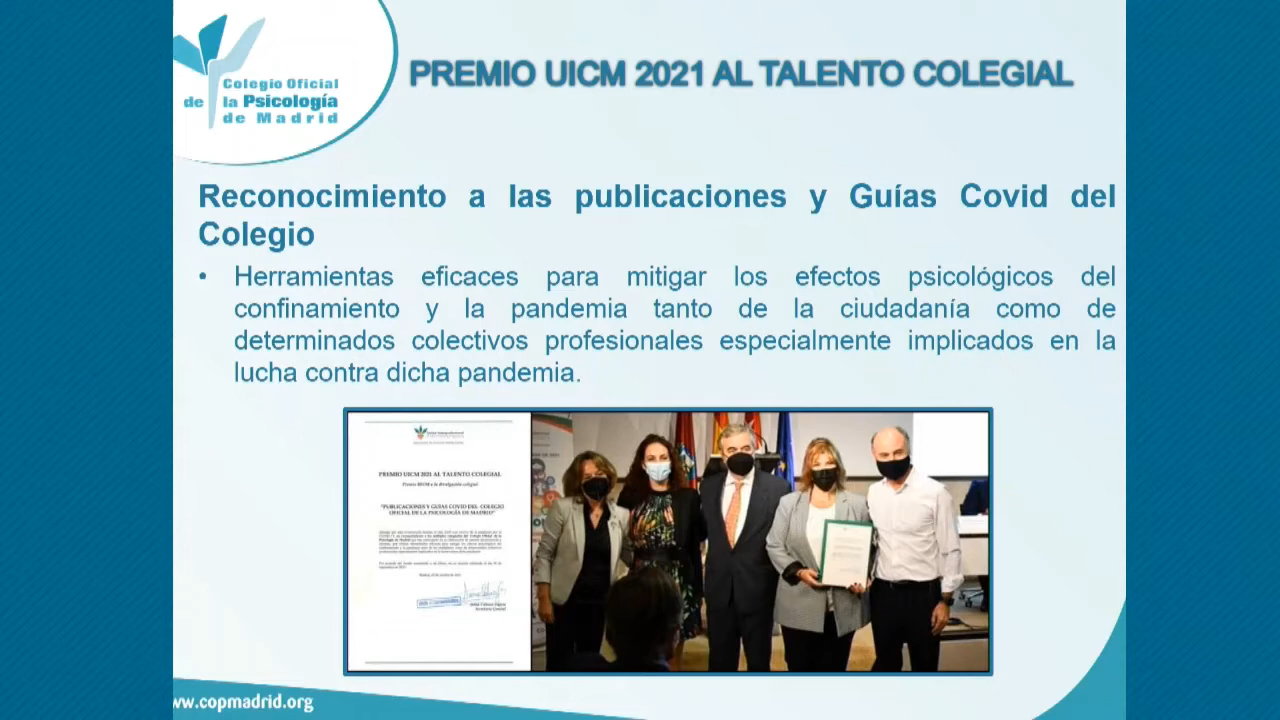 Colegio Oficial
de la Psicología
de Madrid
PREMIO UICM 2021 AL TALENTO COLEGIAL
Reconocimiento a las publicaciones y Guías Covid del
Colegio
• Herramientas eficaces para mitigar los efectos psicológicos del
confinamiento y la pandemia tanto de la ciudadanía como de
determinados colectivos profesionales especialmente implicados en la
lucha contra dicha pandemia.
PREMIO UICM 2021 AL TALENTO COLEGIAL
"PUBLICACIONES Y GUÍAS COVID DEL COLEGIO
OFICIAL DE LA PSICOLOGÍA DE MADRID"
ww.copmadrid.org